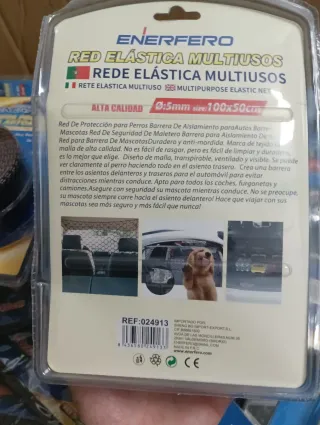 ENERFERO
RED ELÁSTICA MULTIUSOS
REDE ELÁSTICA MULTIUSOS
RETE ELASTICA MULTIUSO MULTIPURPOSE ELASTIC NET
ALTA CALIDAD Ø:5mm size:100x50cm
Red De Protección para Perros Barrera De Aislamiento paraAutos Barrera
Mascotas Red De Seguridad De Maletero Barrera para Aislamiento De
Red Barrera De MascotasDuradera y anti-mordida: Marca de tejido
malla de alta calidad. No es fácil de rasgar, pero es fácil de limpiar y
es lo mejor que elige. Diseño de malla, transpirable, ventilado y visible. Se puede
ver claramente al perro haciendo todo en el asiento trasero. Crea una barrera
entre los asientos delanteros y traseros para el automóvil para evitar
distracciones mientras conduce. Apto para todos los coches, furgonetas y
camiones.Asegure con seguridad su mascota mientras conduce. No se preocupe,
su mascota siempre corre hacia el asiento delantero! Hace que viajar con sus
mascotas sea más seguro y más fácil que nunca!
REF:024913
IMPORTADO POR:
www.enerfero.com